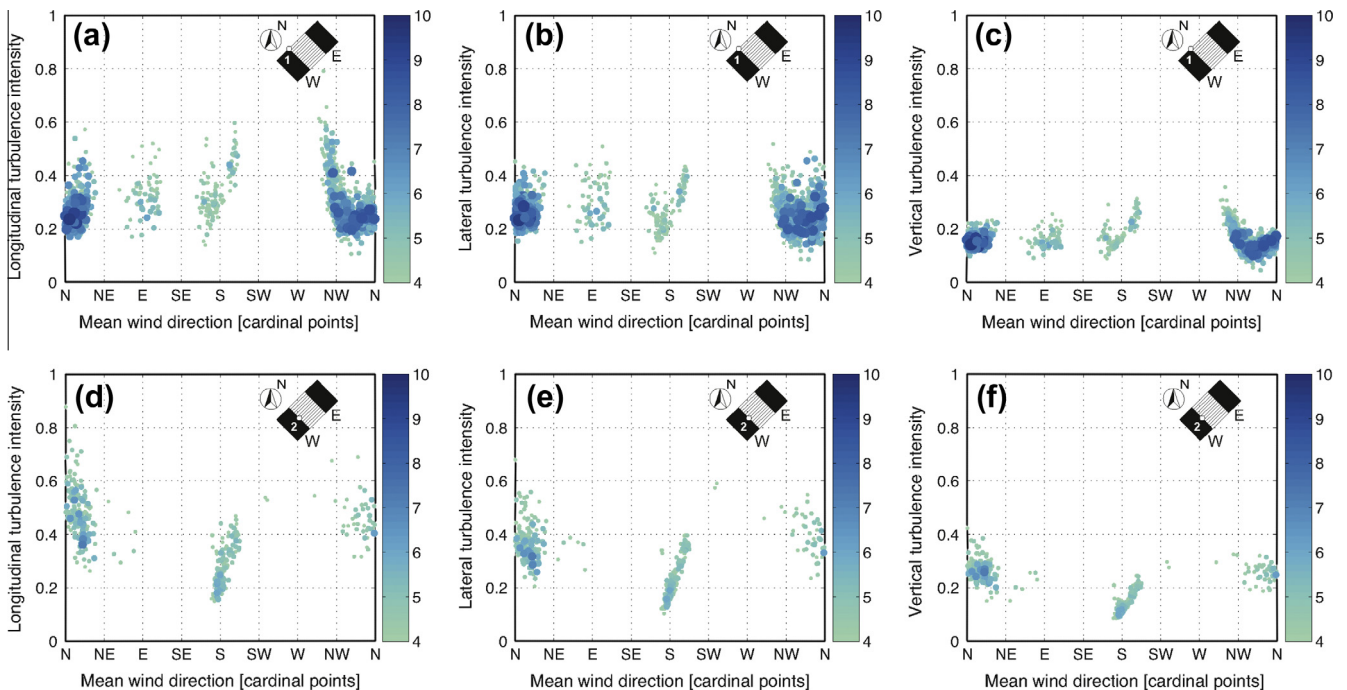 (a)
Longitudinal turbulence intensity
1
0.8
0.6
0.4
0.2
0
N NE E SE S SW W NW N
Mean wind direction [cardinal points]
N
E
W
1
10
9
8
7
6
5
4
(b)
Lateral turbulence intensity
1
0.8
0.6
0.4
0.2
0
N NE E SE S SW W NW N
Mean wind direction [cardinal points]
N
E
W
1
10
9
8
7
6
5
4
(c)
Vertical turbulence intensity
1
0.8
0.6
0.4
0.2
0
N NE E SE S SW W NW N
Mean wind direction [cardinal points]
N
E
W
1
10
9
8
7
6
5
4
(d)
Longitudinal turbulence intensity
1
0.8
0.6
0.4
0.2
0
N NE E SE S SW W NW N
Mean wind direction [cardinal points]
N
E
W
2
10
9
8
7
6
5
4
(e)
Lateral turbulence intensity
1
0.8
0.6
0.4
0.2
0
N NE E SE S SW W NW N
Mean wind direction [cardinal points]
N
E
W
2
10
9
8
7
6
5
4
(f)
Vertical turbulence intensity
1
0.8
0.6
0.4
0.2
0
N NE E SE S SW W NW N
Mean wind direction [cardinal points]
N
E
W
2
10
9
8
7
6
5
4